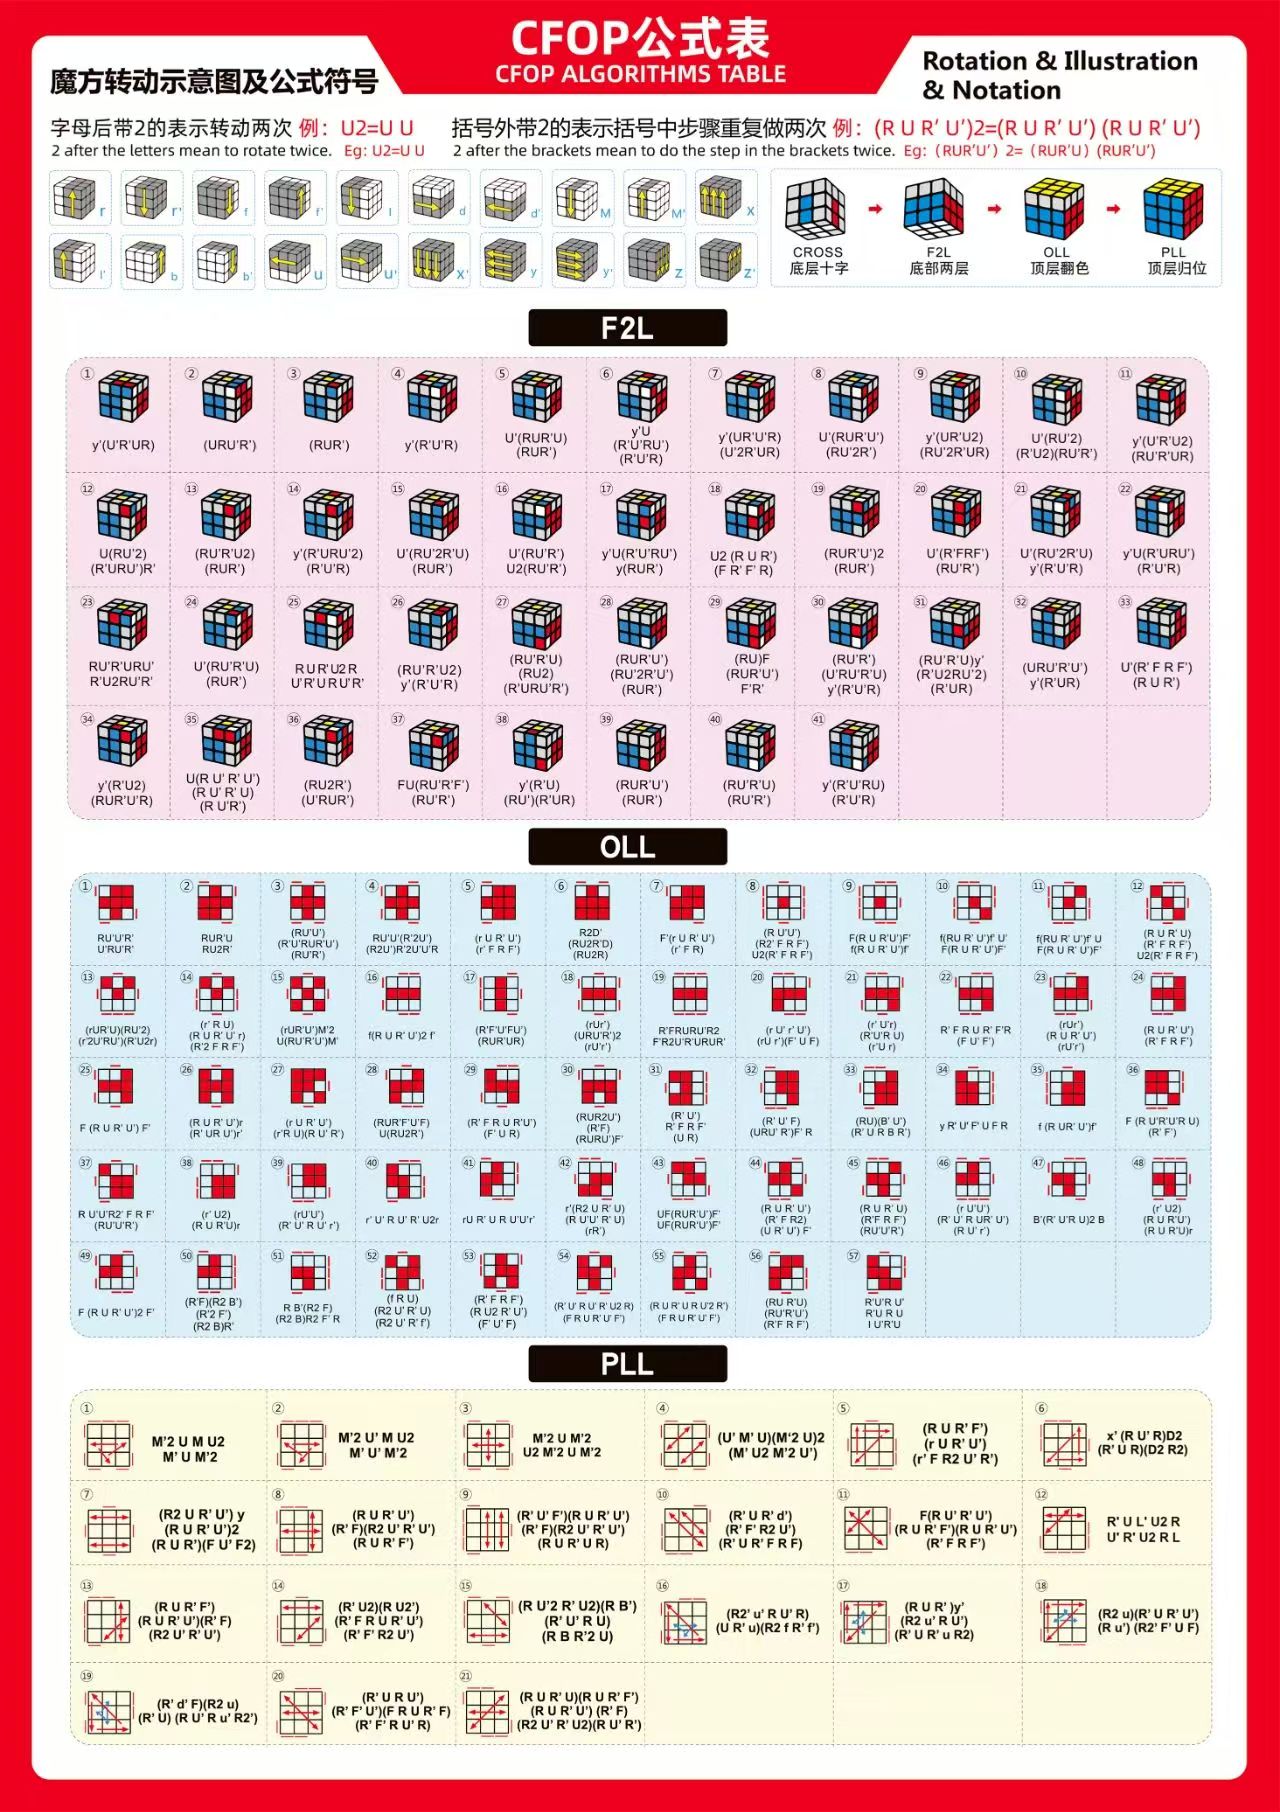 CFOP公式表
CFOP ALGORITHMS TABLE
魔方转动示意图及公式符号
Rotation & Illustration
& Notation
字母后带2的表示转动两次 例：U2=U U
括号外带2的表示括号中步骤重复做两次 例：(R U R' U')2=(R U R' U') (R U R' U')
2 after the letters mean to rotate twice. Eg: U2=U U
2 after the brackets mean to do the step in the brackets twice. Eg:（RUR'U'）2=（RUR'U）(RUR'U'）
r
r'
f
f'
l
d
d'
M
M'
X
l'
b
b'
u
u'
x'
y
y'
z
z'
CROSS
底层十字
F2L
底部两层
OLL
顶层翻色
PLL
顶层归位
F2L
①
y'(U'R'UR)
②
(URU'R')
③
(RUR')
④
y'(R'U'R)
⑤
U'(RUR'U)
(RUR')
⑥
y'U
(R'U'RU')
(R'U'R)
⑦
y'(UR'U'R)
(U'2R'UR)
⑧
U'(RUR'U')
(RU'2R')
⑨
y'(UR'U2)
(RU'2R'UR)
⑩
U'(RU'2)
(R'U2)(RU'R')
⑪
y'(U'R'U2)
(RU'R'UR)
⑫
U(RU'2)
(R'URU')R'
⑬
(RU'R'U2)
(RUR')
⑭
y'(R'URU'2)
(R'U'R)
⑮
U'(RU'2R'U)
(RUR')
⑯
U'(RU'R')
U2(RU'R')
⑰
y'U(R'U'RU')
y(RUR')
⑱
U2 (R U R')
(F R' F' R)
⑲
(RUR'U')2
(RUR')
⑳
U'(R'FRF')
(RU'R')
㉑
U'(RU'2R'U)
y'(R'U'R)
㉒
y'U(R'URU')
(R'U'R)
㉓
RU'R'URU'
R'U2RU'R'
㉔
U'(RU'R'U)
(RUR')
㉕
R U R' U2 R
U' R' U RU'R'
㉖
(RU'R'U2)
y'(R'U'R)
㉗
(RU'R'U)
(RU2)
(R'URU'R')
㉘
(RUR'U')
(RU'2R'U')
(RUR')
㉙
(RU)F
(RUR'U')
F'R'
㉚
(RU'R')
(U'RU'R'U)
y'(R'U'R)
㉛
(RU'R'U)y'
(R'U2RU'2)
(R'UR)
㉜
(URU'R'U')
y'(R'UR)
㉝
U'(R' F R F')
(R U R')
㉞
y'(R'U2)
(RUR'U'R)
㉟
U(R U' R' U')
(R U' R' U)
(R U'R')
㊱
(RU2R')
(U'RUR')
㊲
FU(RU'R'F')
(RU'R')
㊳
y'(R'U)
(RU')(R'UR)
㊴
(RUR'U')
(RUR')
㊵
(RU'R'U)
(RU'R')
㊶
y'(R'U'RU)
(R'U'R)
OLL
①
RU'U'R'
U'RU'R'
②
RUR'U
RU2R'
③
(RU'U')
(R'U'RUR'U')
(RU'R')
④
RU'U'(R'2U')
(R2U')R'2U'U'R
⑤
(r U R' U')
(r' F R F')
⑥
R2D'
(RU2R'D)
(RU2R)
⑦
F'(r U R' U')
(r' F R)
⑧
(R U'U')
(R2' F R F')
U2(R' F R F')
⑨
F(R U R'U')F'
f(R U R' U')f'
⑩
f(RU R' U')f' U'
F(R U R' U')F'
⑪
f(RU R'U')f' U
F(R U R'U')F'
⑫
(R U R' U)
(R' F R F')
U2(R' F R F')
⑬
(rUR'U)(RU'2)
(r'2U'RU')(R'U2r)
⑭
(r' R U)
(R U R' U' r)
(R'2 F R F')
⑮
(rUR'U')M'2
U(RU'R'U')M'
⑯
f(R U R' U')2 f'
⑰
(R'F'U'FU')
(RUR'UR)
⑱
(rUr')
(URU'R')2
(rU'r')
⑲
R'FRURU'R2
F'R2U'R'URUR'
⑳
(r U' r' U')
(rU r')(F' U F)
㉑
(r' U'r)
(R'U'R U)
(r'U r)
㉒
R' F R U R' F'R
(F U' F')
㉓
(rUr')
(R U R' U')
(rU'r')
㉔
(R U R' U')
(R' F R F')
㉕
F (R U R' U') F'
㉖
(R U R' U')r
(R' UR U')r'
㉗
(r U R' U')
(r'R U)(R U' R')
㉘
(RUR'F'U'F)
U(RU2R')
㉙
(R' F R U R'U')
(F' U R)
㉚
(RUR2U')
(R'F)
(RURU')F'
㉛
(R' U')
R' F R F'
(U R)
㉜
(R' U' F)
(URU' R')F' R
㉝
(RU)(B' U')
(R' U R B R')
㉞
y R' U' F' U F R
㉟
f (R UR' U')f'
㊱
F (R U'R'U'R U)
(R' F')
㊲
R U'U'R2' F R F'
(RU'U'R')
㊳
(r' U2)
(R U R'U)r
㊴
(rU'U')
(R' U' R U' r')
㊵
r' U' R U' R' U2r
㊶
rU R' U R U'U'r'
㊷
r'(R2 U R' U)
(R U'U' R' U)
(rR')
㊸
UF(RUR'U')F'
UF(RUR'U')F'
㊹
(R U R' U')
(R' F R2)
(U R' U') F'
㊺
(R U R' U)
(R'F R F')
(RU'U'R')
㊻
(r U'U')
(R' U' R UR' U')
(R U' r')
㊼
B'(R' U'R U)2 B
㊽
(r' U2)
(R U R'U')
(R U R'U)r
㊾
F (R U R' U')2 F'
㊿
(R'F)(R2 B')
(R'2 F')
(R2 B)R'
51
R B'(R2 F)
(R2 B)R2 F' R
52
(f R U)
(R2 U' R' U)
(R2 U' R' f')
53
(R' F R F')
(R U2 R' U')
(F' U' F)
54
(R' U' R U' R' U2 R)
(F R U R' U' F')
55
(R U R' U R U'2 R')
(F R U R' U' F')
56
(RU R'U)
(RU'R'U')
(R'F R F')
57
R'U'R U'
R'U R U
l U'R'U
PLL
①
M'2 U M U2
M' U M'2
②
M'2 U' M U2
M' U' M'2
③
M'2 U M'2
U2 M'2 U M'2
④
(U' M' U)(M'2 U)2
(M' U2 M'2 U')
⑤
(R U R' F')
(r U R' U')
(r' F R2 U' R')
⑥
x' (R U' R)D2
(R' U R)(D2 R2)
⑦
(R2 U R' U') y
(R U R' U')2
(R U R')(F U' F2)
⑧
(R U R' U')
(R' F)(R2 U' R' U')
(R U R' F')
⑨
(R' U' F')(R U R' U')
(R' F)(R2 U' R' U')
(R U R' U R)
⑩
(R' U R' d')
(R' F' R2 U')
(R' U R' F R F)
⑪
F(R U' R' U')
(R U R' F')(R U R' U')
(R' F R F')
⑫
R' U L' U2 R
U' R' U2 R L
⑬
(R U R' F')
(R U R' U')(R' F)
(R2 U' R' U')
⑭
(R' U2)(R U2')
(R' F R U R' U')
(R' F' R2 U')
⑮
(R U'2 R' U2)(R B')
(R' U' R U)
(R B R'2 U)
⑯
(R2' u' R U' R)
(U R' u)(R2 f R' f')
⑰
(R U R' )y'
(R2 u' R U')
(R' U R' u R2)
⑱
(R2 u)(R' U R' U')
(R u') (R2' F' U F)
⑲
(R' d' F)(R2 u)
(R' U) (R U' R u' R2')
⑳
(R' U R U')
(R' F' U')(F R U R' F)
(R' F' R U' R)
㉑
(R U R' U)(R U R' F')
(R U R' U') (R' F)
(R2 U' R' U2)(R U' R')